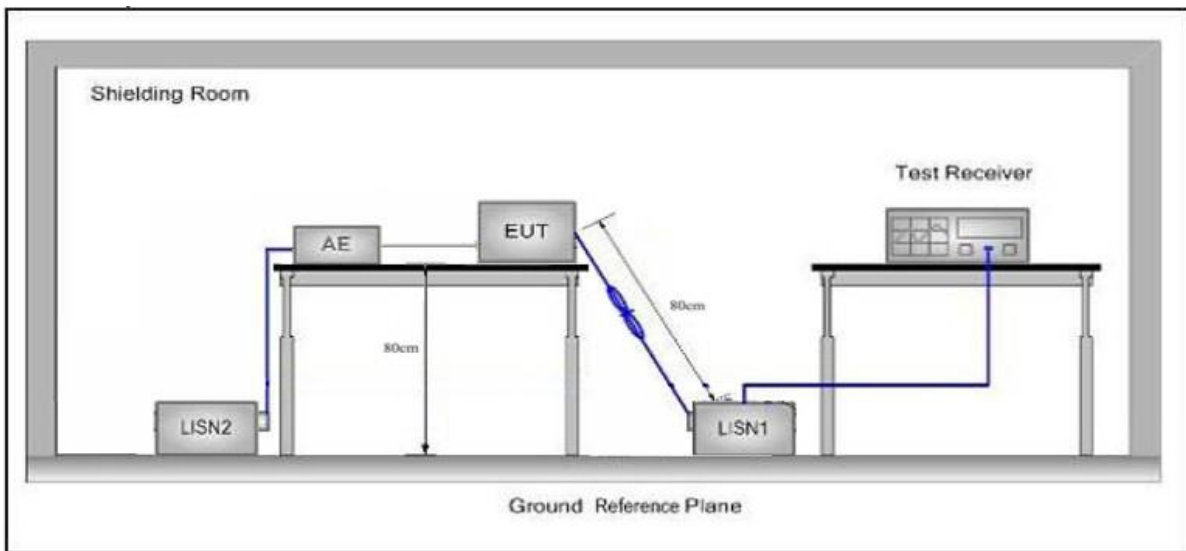 Shielding Room
Test Receiver
AE
EUT
80cm
80cm
LISN2
LISN1
Ground Reference Plane